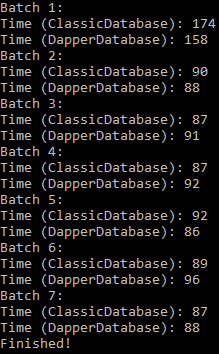 Batch 1:
Time (ClassicDatabase): 174
Time (DapperDatabase): 158
Batch 2:
Time (ClassicDatabase): 90
Time (DapperDatabase): 88
Batch 3:
Time (ClassicDatabase): 87
Time (DapperDatabase): 91
Batch 4:
Time (ClassicDatabase): 87
Time (DapperDatabase): 92
Batch 5:
Time (ClassicDatabase): 92
Time (DapperDatabase): 86
Batch 6:
Time (ClassicDatabase): 89
Time (DapperDatabase): 96
Batch 7:
Time (ClassicDatabase): 87
Time (DapperDatabase): 88
Finished!